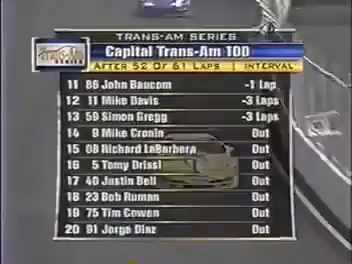 TRANS-AM SERIES
Capital Trans-Am 100
AFTER 52 OF 61 LAPS | INTERVAL
11 86 John Baucom -1 Lap
12 11 Mike Davis -3 Laps
13 59 Simon Gregg -3 Laps
14 9 Mike Cronin Out
15 08 Richard LaBarbera Out
16 5 Tomy Drissi Out
17 40 Justin Bell Out
18 23 Bob Ruman Out
19 75 Tim Cowen Out
20 91 Jorge Diaz Out